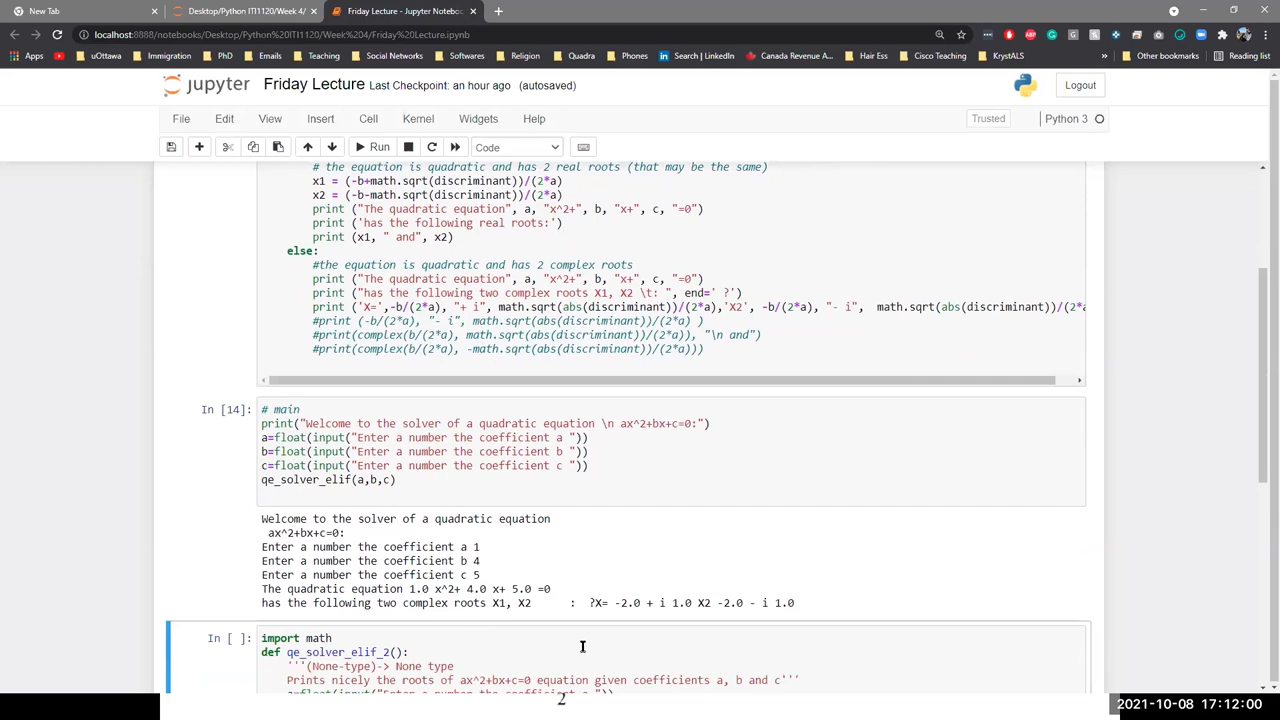 New Tab
Desktop/Python ITI1120/Week 4/
Friday Lecture - Jupyter Notebo
localhost:8888/notebooks/Desktop/Python%20ITI1120/Week%204/Friday%20Lecture.ipynb
Apps uOttawa Immigration Projects Emails Softwares Religion Quadra Phones Search | LinkedIn Canada Revenue A... Hair Ess Cisco Teaching KrystALS Other bookmarks Reading list
jupyter Friday Lecture Last Checkpoint: an hour ago (autosaved) Logout
File Edit View Insert Cell Kernel Widgets Help Trusted Python 3
Run Code
# the equation is quadratic and has 2 real roots (that may be the same)
x1 = (-b+math.sqrt(discriminant))/(2*a)
x2 = (-b-math.sqrt(discriminant))/(2*a)
print ("The quadratic equation", a, "x^2+", b, "x+", c, "=0")
print ('has the following real roots:')
print (x1, " and", x2)
else:
#the equation is quadratic and has 2 complex roots
print ("The quadratic equation", a, "x^2+", b, "x+", c, "=0")
print ("has the following two complex roots X1, X2 \t: ", end=' ?')
print ('X=',-b/(2*a), "+ i", math.sqrt(abs(discriminant))/(2*a),'X2', -b/(2*a), "- i",  math.sqrt(abs(discriminant))/(2*a
#print (-b/(2*a), "- i", math.sqrt(abs(discriminant))/(2*a) )
#print(complex(b/(2*a), math.sqrt(abs(discriminant))/(2*a)), "\n and")
#print(complex(b/(2*a), -math.sqrt(abs(discriminant))/(2*a)))
In [14]: # main
print("Welcome to the solver of a quadratic equation \n ax^2+bx+c=0:")
a=float(input("Enter a number the coefficient a "))
b=float(input("Enter a number the coefficient b "))
c=float(input("Enter a number the coefficient c "))
qe_solver_elif(a,b,c)
Welcome to the solver of a quadratic equation
ax^2+bx+c=0:
Enter a number the coefficient a 1
Enter a number the coefficient b 4
Enter a number the coefficient c 5
The quadratic equation 1.0 x^2+ 4.0 x+ 5.0 =0
has the following two complex roots X1, X2 : ?X= -2.0 + i 1.0 X2 -2.0 - i 1.0
In [ ]: import math
def qe_solver_elif_2():
'''(None-type)-> None type
Prints nicely the roots of ax^2+bx+c=0 equation given coefficients a, b and c'''
a=float(input("Enter a number the coefficient a "))
2
2021-10-08 17:12:00